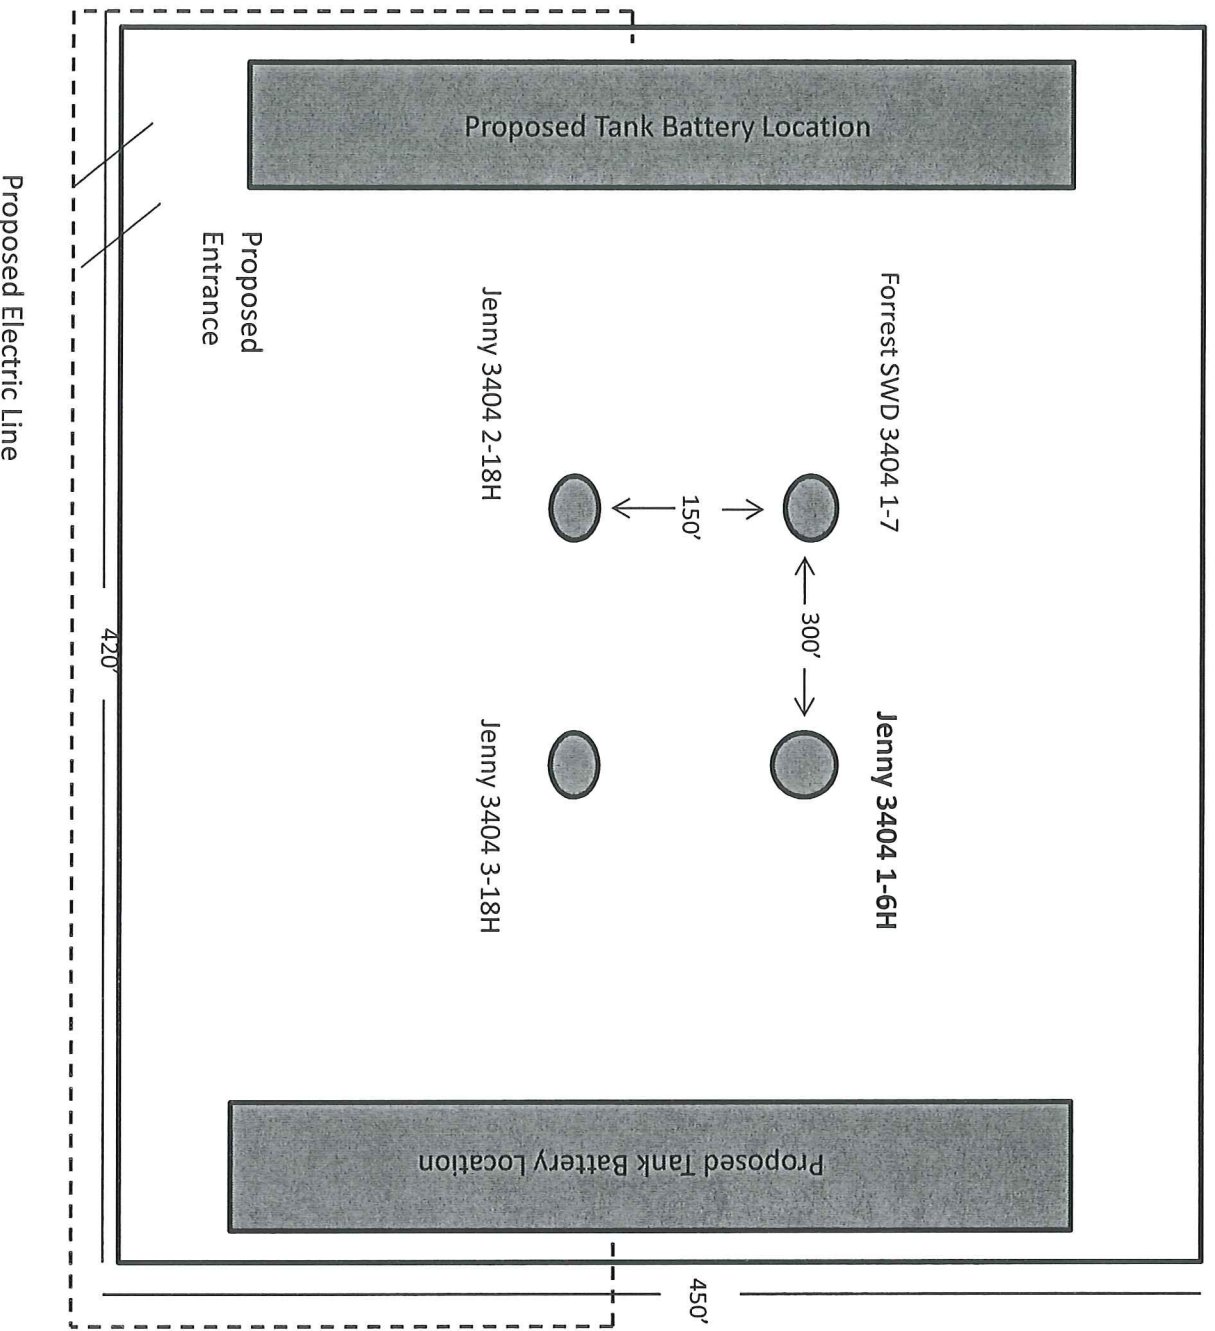 Proposed Tank Battery Location
Forrest SWD 3404 1-7
Proposed
Entrance
Jenny 3404 2-18H
150’
300’
Jenny 3404 1-6H
Jenny 3404 3-18H
Proposed Electric Line
420’
Proposed Tank Battery Location
450’